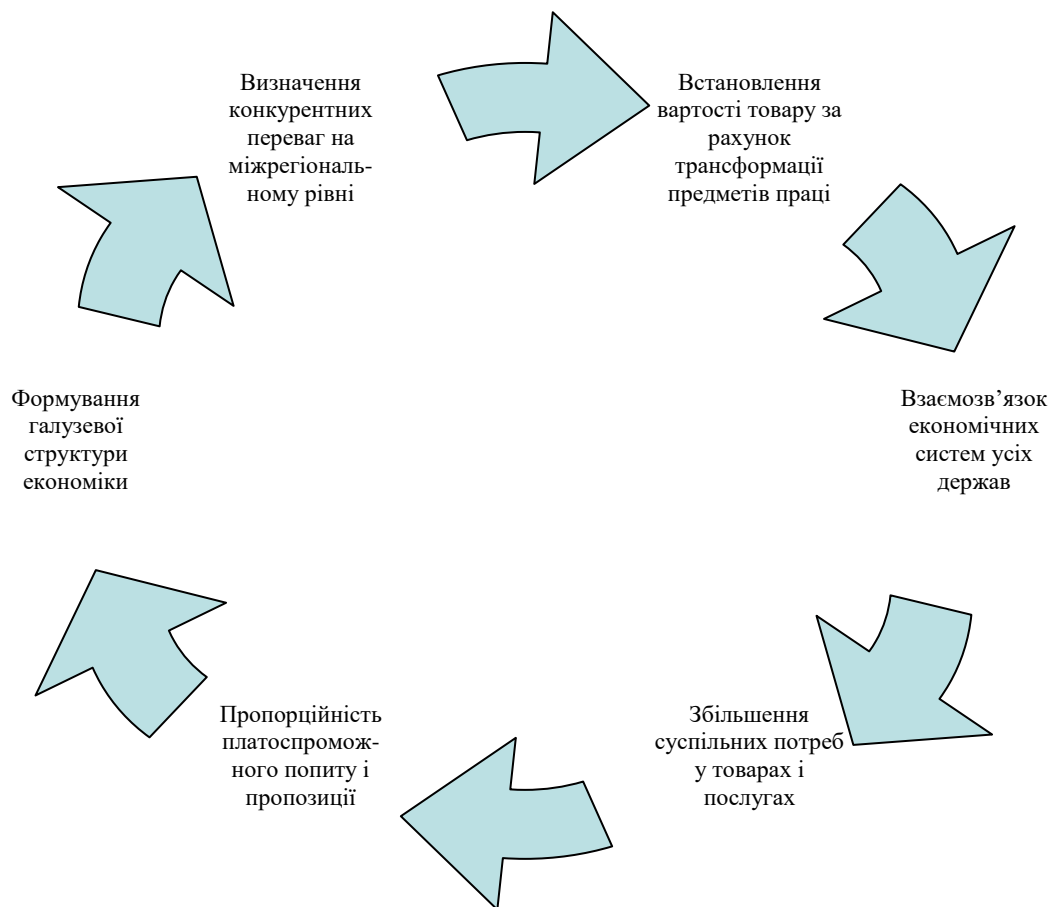 Визначення
конкурентних
переваг на
міжрегіональ-
ному рівні
Встановлення
вартості товару за
рахунок
трансформації
предметів праці
Взаємозв’язок
економічних
систем усіх
держав
Збільшення
суспільних потреб
у товарах і
послугах
Пропорційність
платоспромож-
ного попиту і
пропозиції
Формування
галузевої
структури
економіки